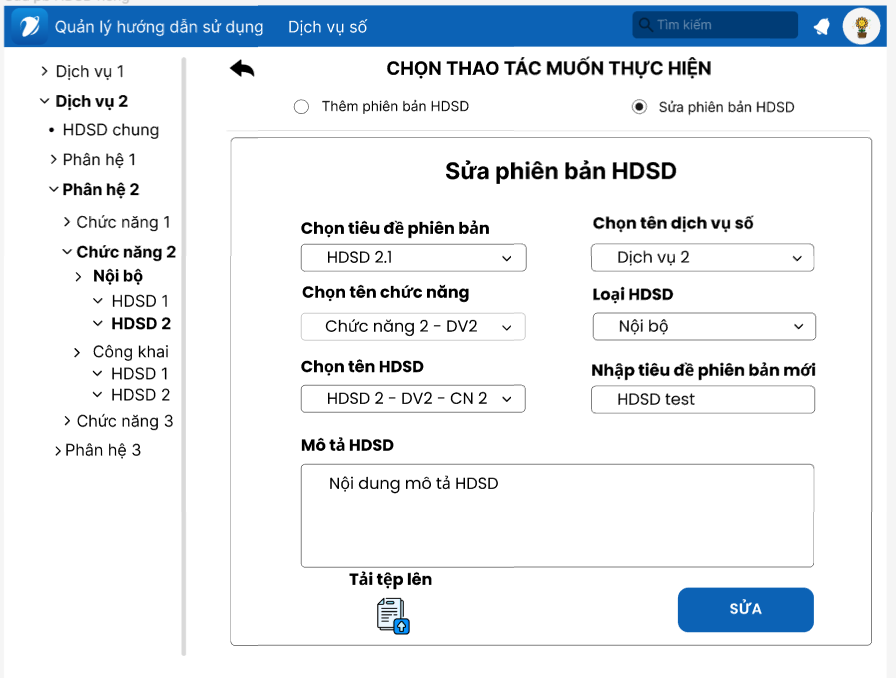 Quản lý hướng dẫn sử dụng Dịch vụ số Tìm kiếm
Dịch vụ 1
Dịch vụ 2
• HDSD chung
Phân hệ 1
Phân hệ 2
Chức năng 1
Chức năng 2
Nội bộ
HDSD 1
HDSD 2
Công khai
HDSD 1
HDSD 2
Chức năng 3
Phân hệ 3
CHỌN THAO TÁC MUỐN THỰC HIỆN
Thêm phiên bản HDSD Sửa phiên bản HDSD
Sửa phiên bản HDSD
Chọn tiêu đề phiên bản Chọn tên dịch vụ số
HDSD 2.1 Dịch vụ 2
Chọn tên chức năng Loại HDSD
Chức năng 2 - DV2 Nội bộ
Chọn tên HDSD Nhập tiêu đề phiên bản mới
HDSD 2 - DV2 - CN 2 HDSD test
Mô tả HDSD
Nội dung mô tả HDSD
Tải tệp lên
SỬA